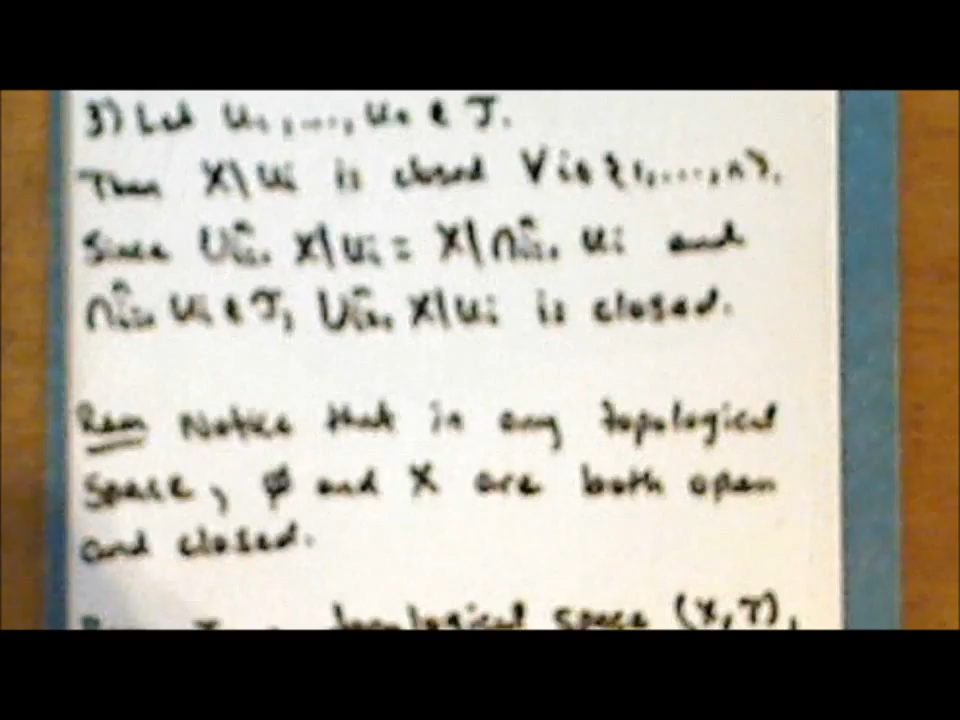 3) Let U₁,...,Uₙ ∈ T.
Then X\Uᵢ is closed ∀i∈{1,...,n}.
Since ∪ⁿᵢ₌₁ X\Uᵢ = X\∩ⁿᵢ₌₁ Uᵢ and
∩ⁿᵢ₌₁ Uᵢ ∈ T, ∪ⁿᵢ₌₁ X\Uᵢ is closed.
Rem Notice that in any topological
space, ∅ and X are both open
and closed.
topological space (X,T),